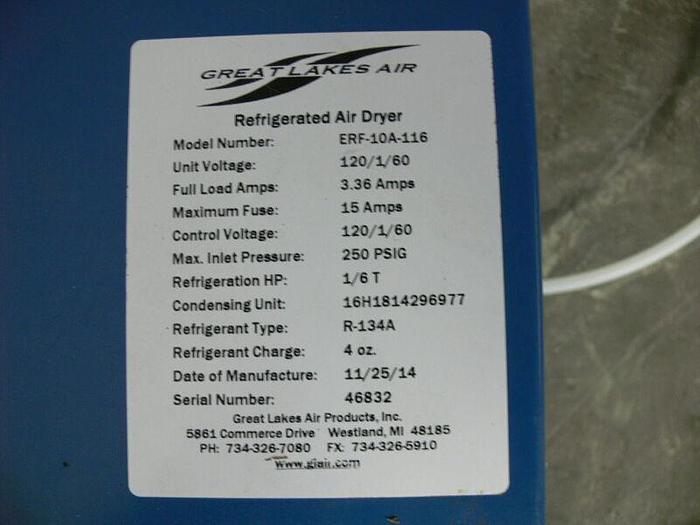 GREAT LAKES AIR
Refrigerated Air Dryer
Model Number: ERF-10A-116
Unit Voltage: 120/1/60
Full Load Amps: 3.36 Amps
Maximum Fuse: 15 Amps
Control Voltage: 120/1/60
Max. Inlet Pressure: 250 PSIG
Refrigeration HP: 1/6 T
Condensing Unit: 16H1814296977
Refrigerant Type: R-134A
Refrigerant Charge: 4 oz.
Date of Manufacture: 11/25/14
Serial Number: 46832
Great Lakes Air Products, Inc.
5861 Commerce Drive Westland, MI 48185
PH: 734-326-7080 FX: 734-326-5910
www.glair.com